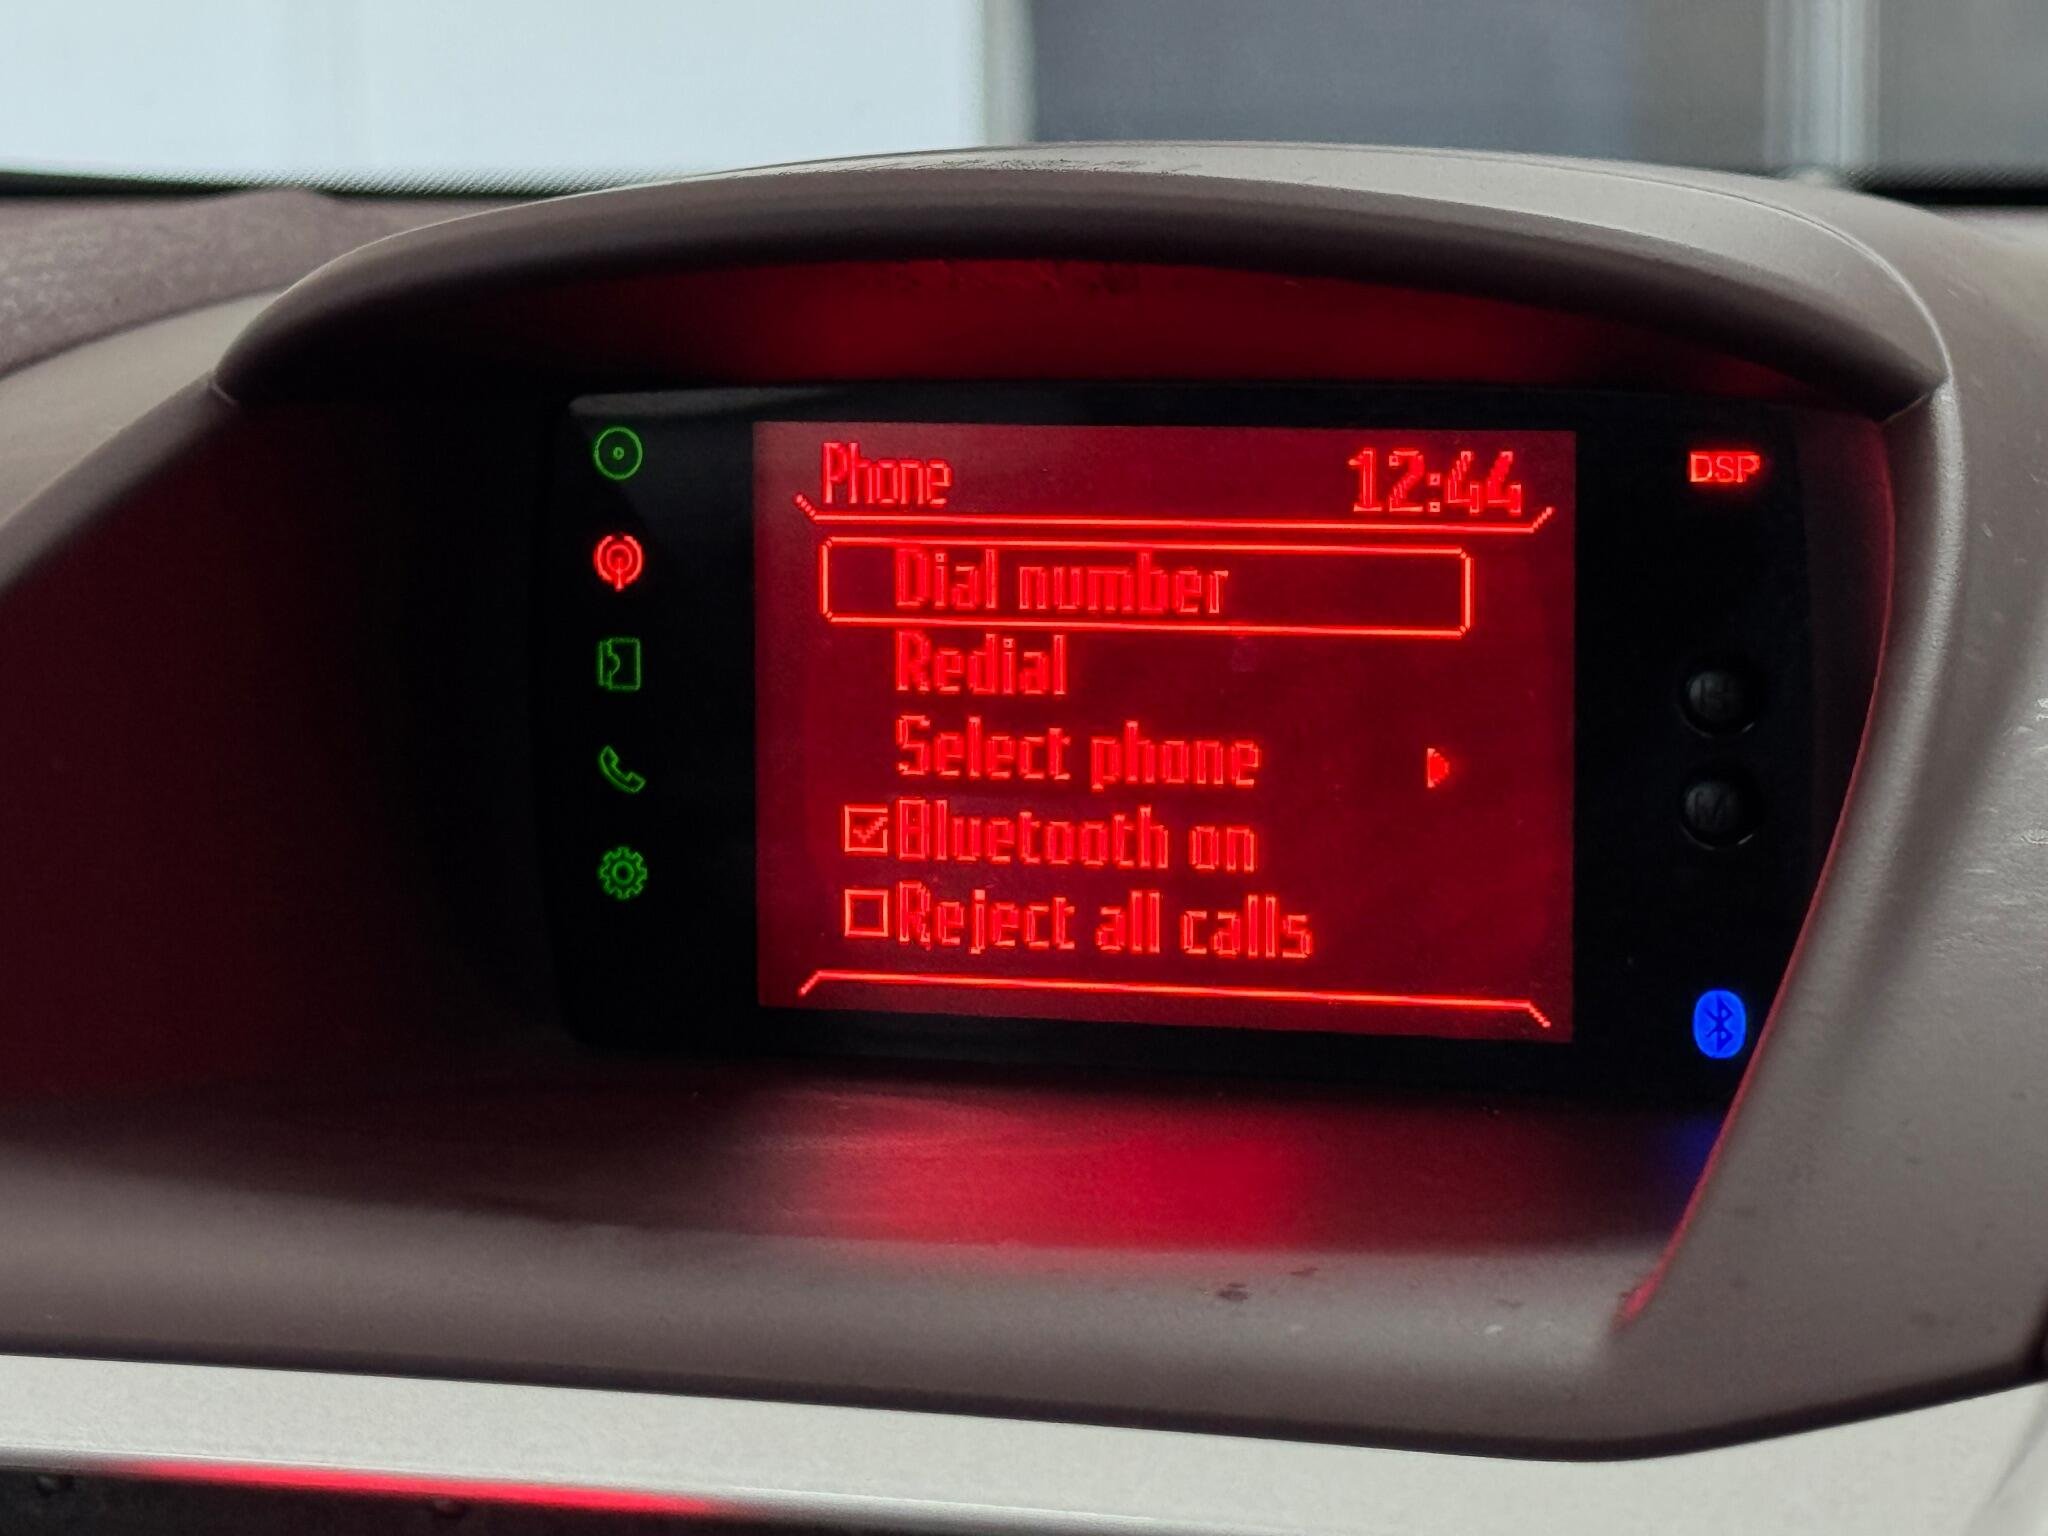 Phone 12:44
DSP
Dial number
Redial
Select phone
Bluetooth on
Reject all calls
H
M